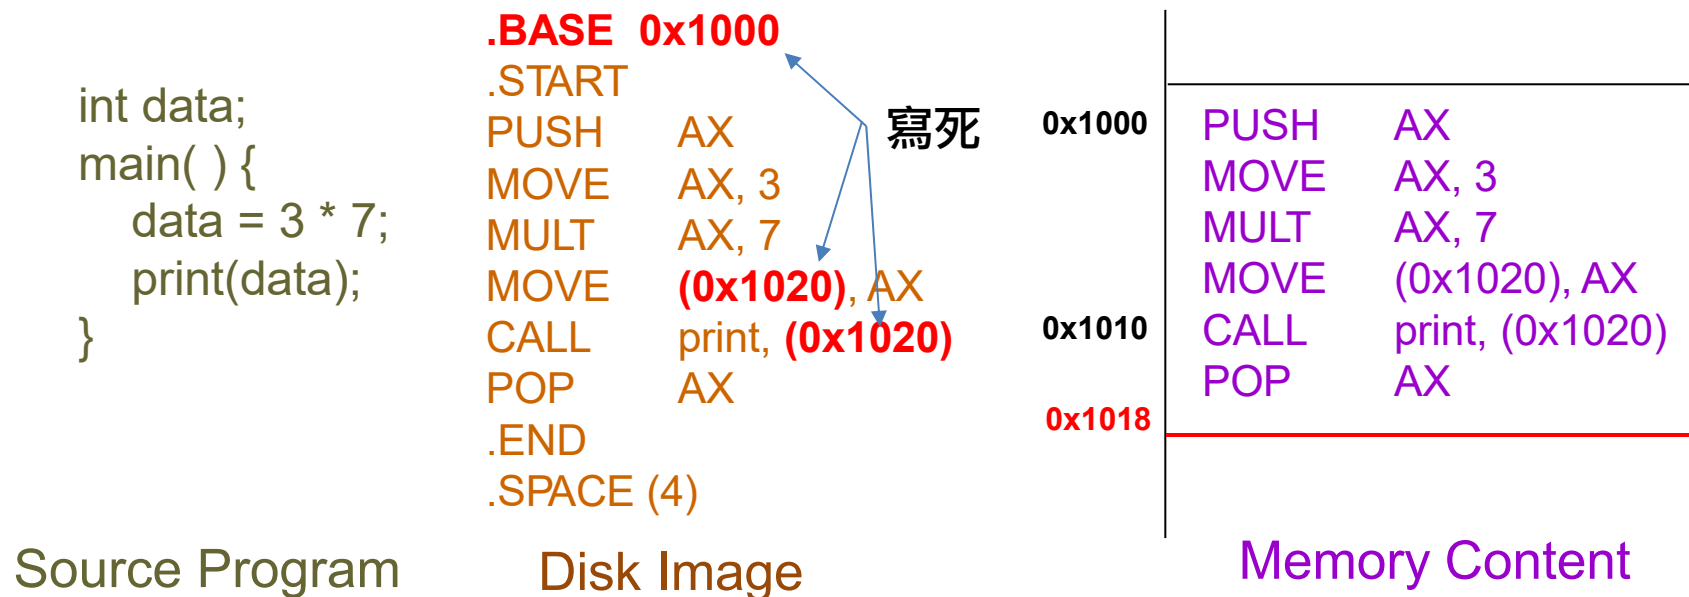 int data;
main( ) {
data = 3 * 7;
print(data);
}
Source Program
.BASE 0x1000
.START
PUSH AX
MOVE AX, 3
MULT AX, 7
MOVE (0x1020), AX
CALL print, (0x1020)
POP AX
.END
.SPACE (4)
寫死
Disk Image
0x1000 PUSH AX
MOVE AX, 3
MULT AX, 7
MOVE (0x1020), AX
0x1010 CALL print, (0x1020)
POP AX
0x1018
Memory Content